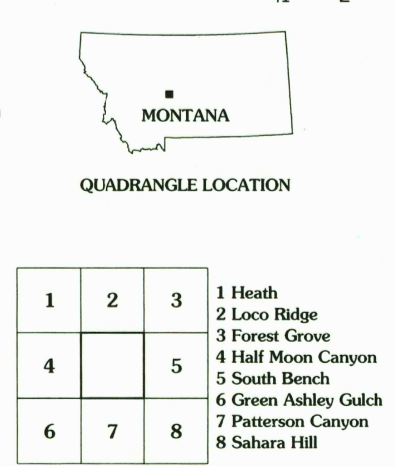 MONTANA
QUADRANGLE LOCATION
1 2 3
4 5
6 7 8
1 Heath
2 Loco Ridge
3 Forest Grove
4 Half Moon Canyon
5 South Bench
6 Green Ashley Gulch
7 Patterson Canyon
8 Sahara Hill